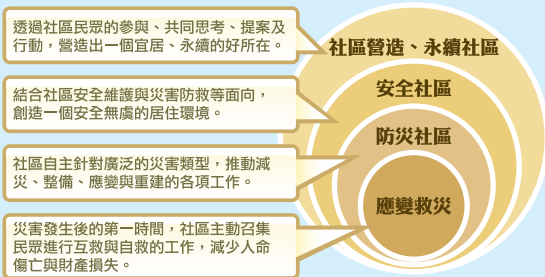 透過社區民眾的參與、共同思考、提案及
行動，營造出一個宜居、永續的好所在。
社區營造、永續社區
結合社區安全維護與災害防救等面向，
創造一個安全無虞的居住環境。
安全社區
社區自主針對廣泛的災害類型，推動減
災、整備、應變與重建的各項工作。
防災社區
災害發生後的第一時間，社區主動召集
民眾進行互救與自救的工作，減少人命
傷亡與財產損失。
應變救災